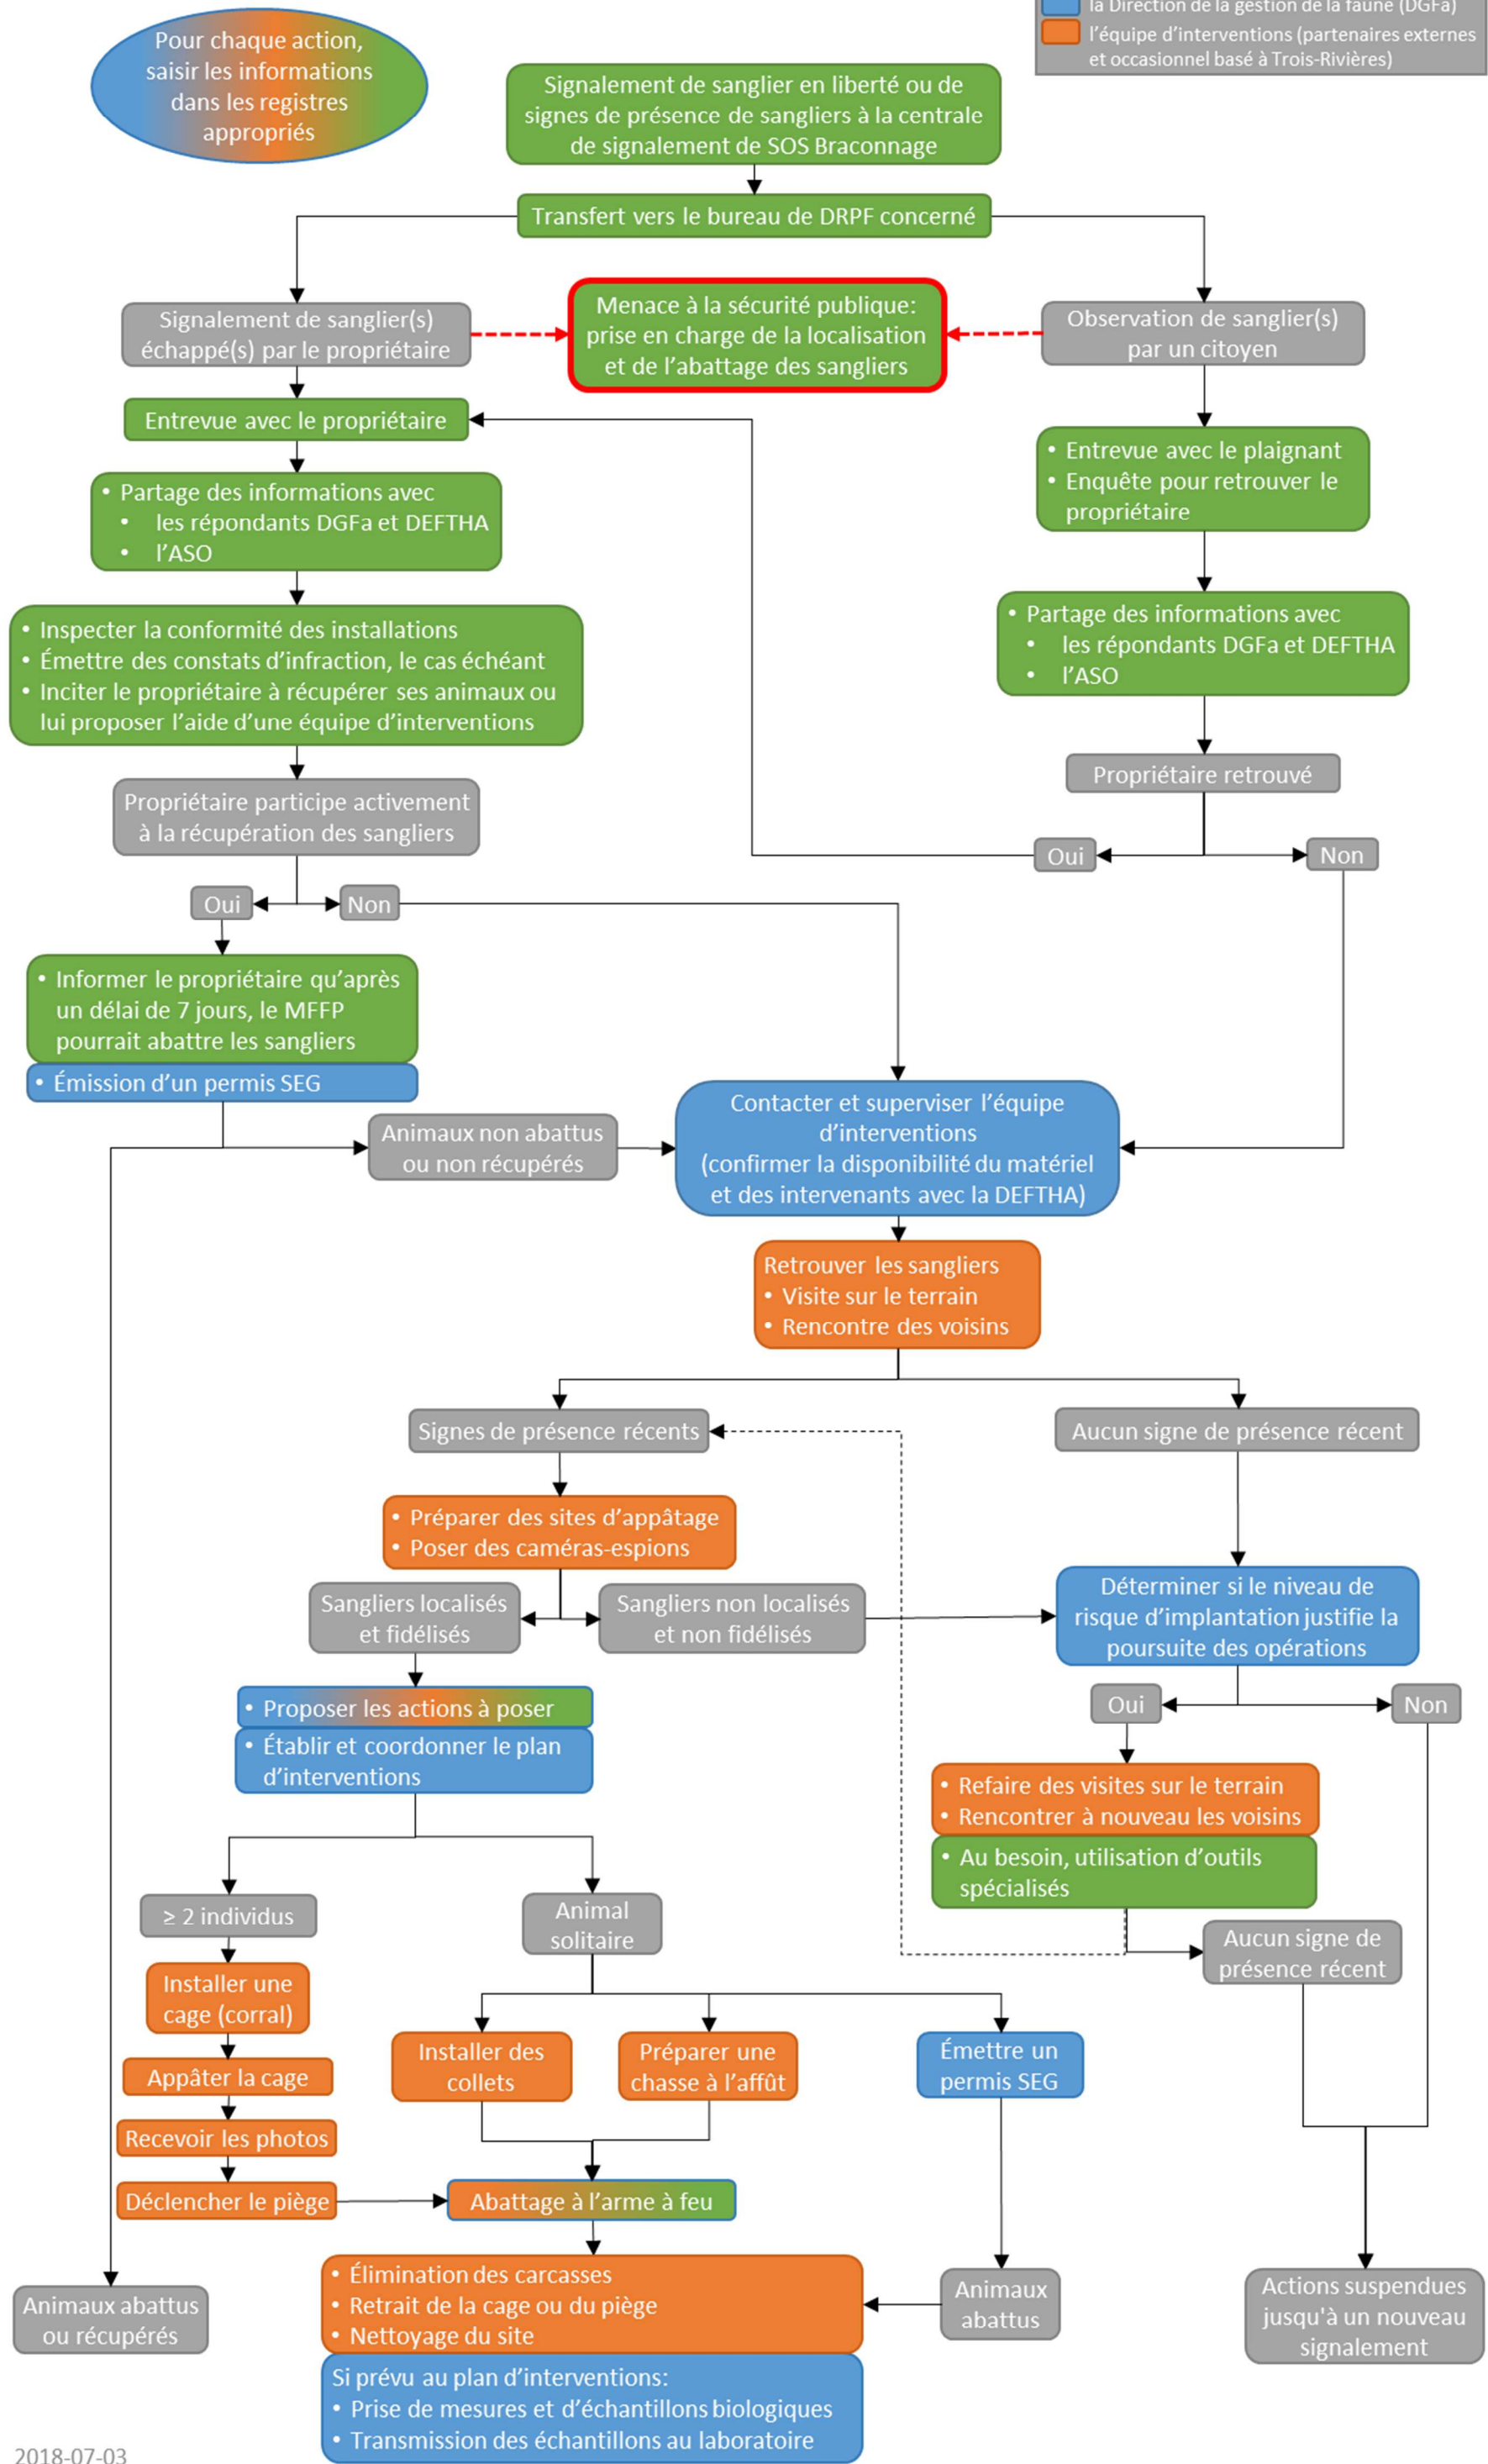 la Direction de la gestion de la faune (DGFa)
l'équipe d'interventions (partenaires externes
et occasionnel basé à Trois-Rivières)
Pour chaque action,
saisir les informations
dans les registres
appropriés
Signalement de sanglier en liberté ou de
signes de présence de sangliers à la centrale
de signalement de SOS Braconnage
Transfert vers le bureau de DRPF concerné
Signalement de sanglier(s)
échappé(s) par le propriétaire
Menace à la sécurité publique:
prise en charge de la localisation
et de l'abattage des sangliers
Observation de sanglier(s)
par un citoyen
Entrevue avec le propriétaire
• Entrevue avec le plaignant
• Enquête pour retrouver le
propriétaire
• Partage des informations avec
• les répondants DGFa et DEFTHA
• l'ASO
• Partage des informations avec
• les répondants DGFa et DEFTHA
• l'ASO
• Inspecter la conformité des installations
• Émettre des constats d'infraction, le cas échéant
• Inciter le propriétaire à récupérer ses animaux ou
lui proposer l'aide d'une équipe d'interventions
Propriétaire retrouvé
Oui
Non
Propriétaire participe activement
à la récupération des sangliers
Oui
Non
• Informer le propriétaire qu'après
un délai de 7 jours, le MFFP
pourrait abattre les sangliers
• Émission d'un permis SEG
Animaux non abattus
ou non récupérés
Contacter et superviser l'équipe
d'interventions
(confirmer la disponibilité du matériel
et des intervenants avec la DEFTHA)
Retrouver les sangliers
• Visite sur le terrain
• Rencontre des voisins
Signes de présence récents
Aucun signe de présence récent
• Préparer des sites d'appâtage
• Poser des caméras-espions
Sangliers localisés
et fidélisés
Sangliers non localisés
et non fidélisés
Déterminer si le niveau de
risque d'implantation justifie la
poursuite des opérations
Oui
Non
• Proposer les actions à poser
• Établir et coordonner le plan
d'interventions
• Refaire des visites sur le terrain
• Rencontrer à nouveau les voisins
• Au besoin, utilisation d'outils
spécialisés
≥ 2 individus
Animal
solitaire
Aucun signe de
présence récent
Installer une
cage (corral)
Appâter la cage
Recevoir les photos
Déclencher le piège
Installer des
collets
Préparer une
chasse à l'affût
Émettre un
permis SEG
Abattage à l'arme à feu
Animaux abattus
ou récupérés
• Élimination des carcasses
• Retrait de la cage ou du piège
• Nettoyage du site
Animaux
abattus
Actions suspendues
jusqu'à un nouveau
signalement
Si prévu au plan d'interventions:
• Prise de mesures et d'échantillons biologiques
• Transmission des échantillons au laboratoire
2018-07-03